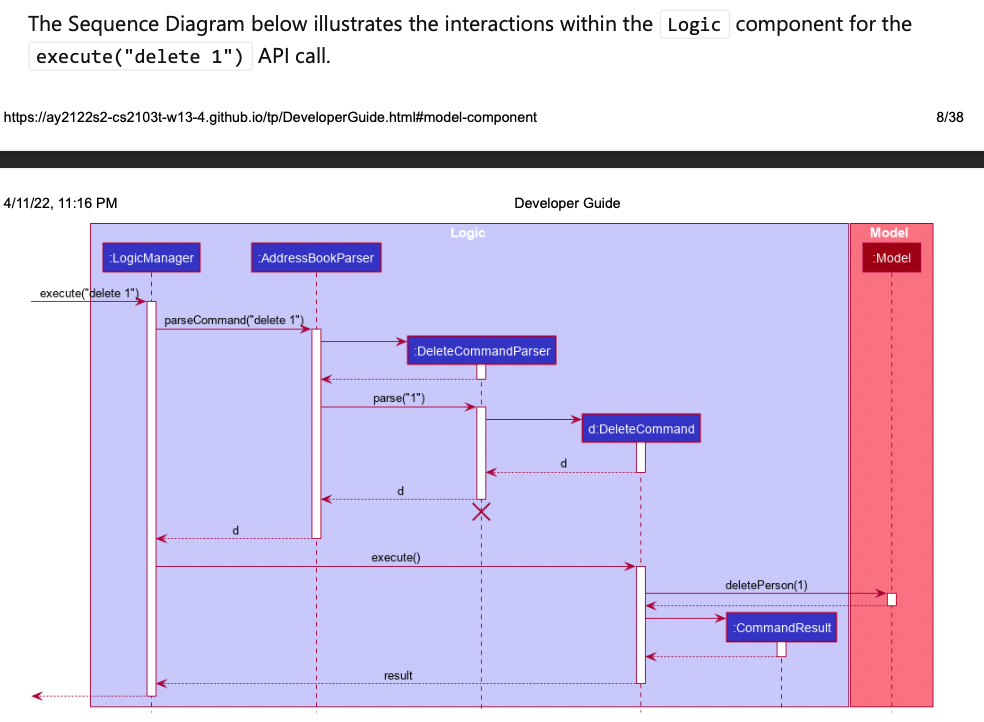 The Sequence Diagram below illustrates the interactions within the Logic component for the
execute("delete 1") API call.
https://ay2122s2-cs2103t-w13-4.github.io/tp/DeveloperGuide.html#model-component 8/38
4/11/22, 11:16 PM Developer Guide
Logic Model
:LogicManager :AddressBookParser :Model
execute("delete 1")
parseCommand("delete 1")
:DeleteCommandParser
parse("1")
d:DeleteCommand
d
d
d
execute()
deletePerson(1)
:CommandResult
result